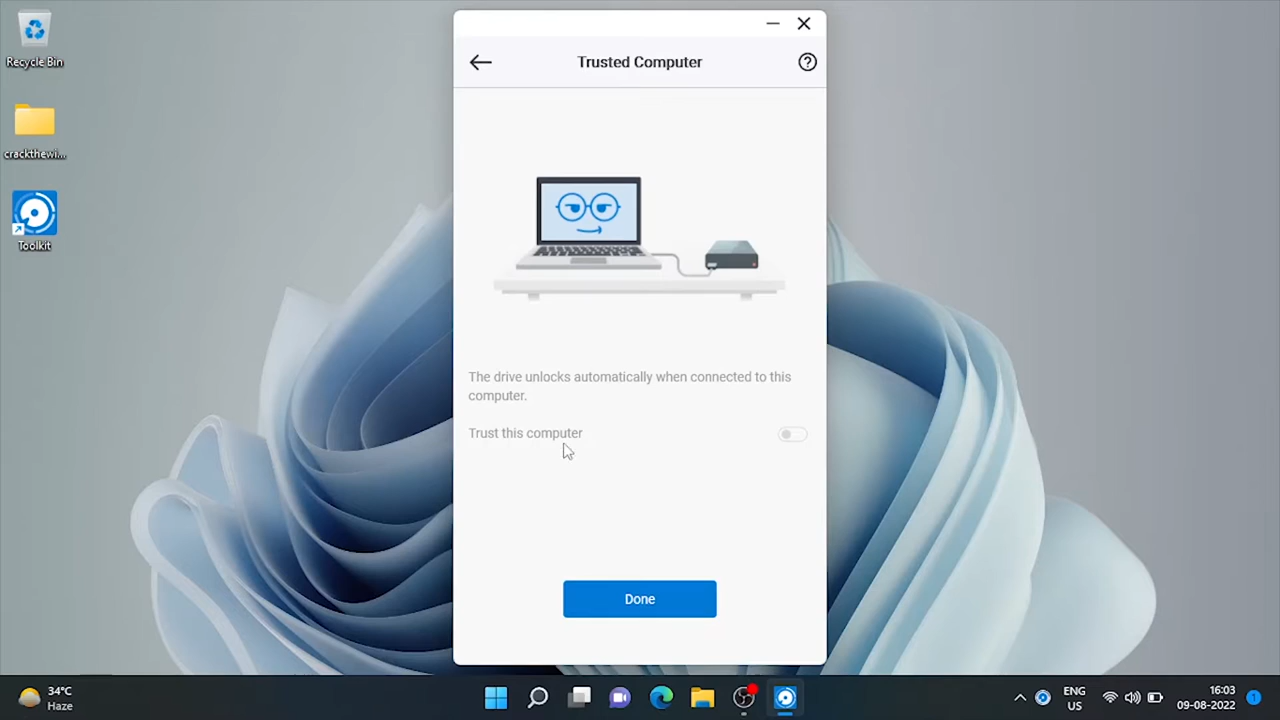 Recycle Bin
crackthewi...
Toolkit
Trusted Computer
The drive unlocks automatically when connected to this
computer.
Trust this computer
Done
34°C
Haze
ENG
US
16:03
09-08-2022
1